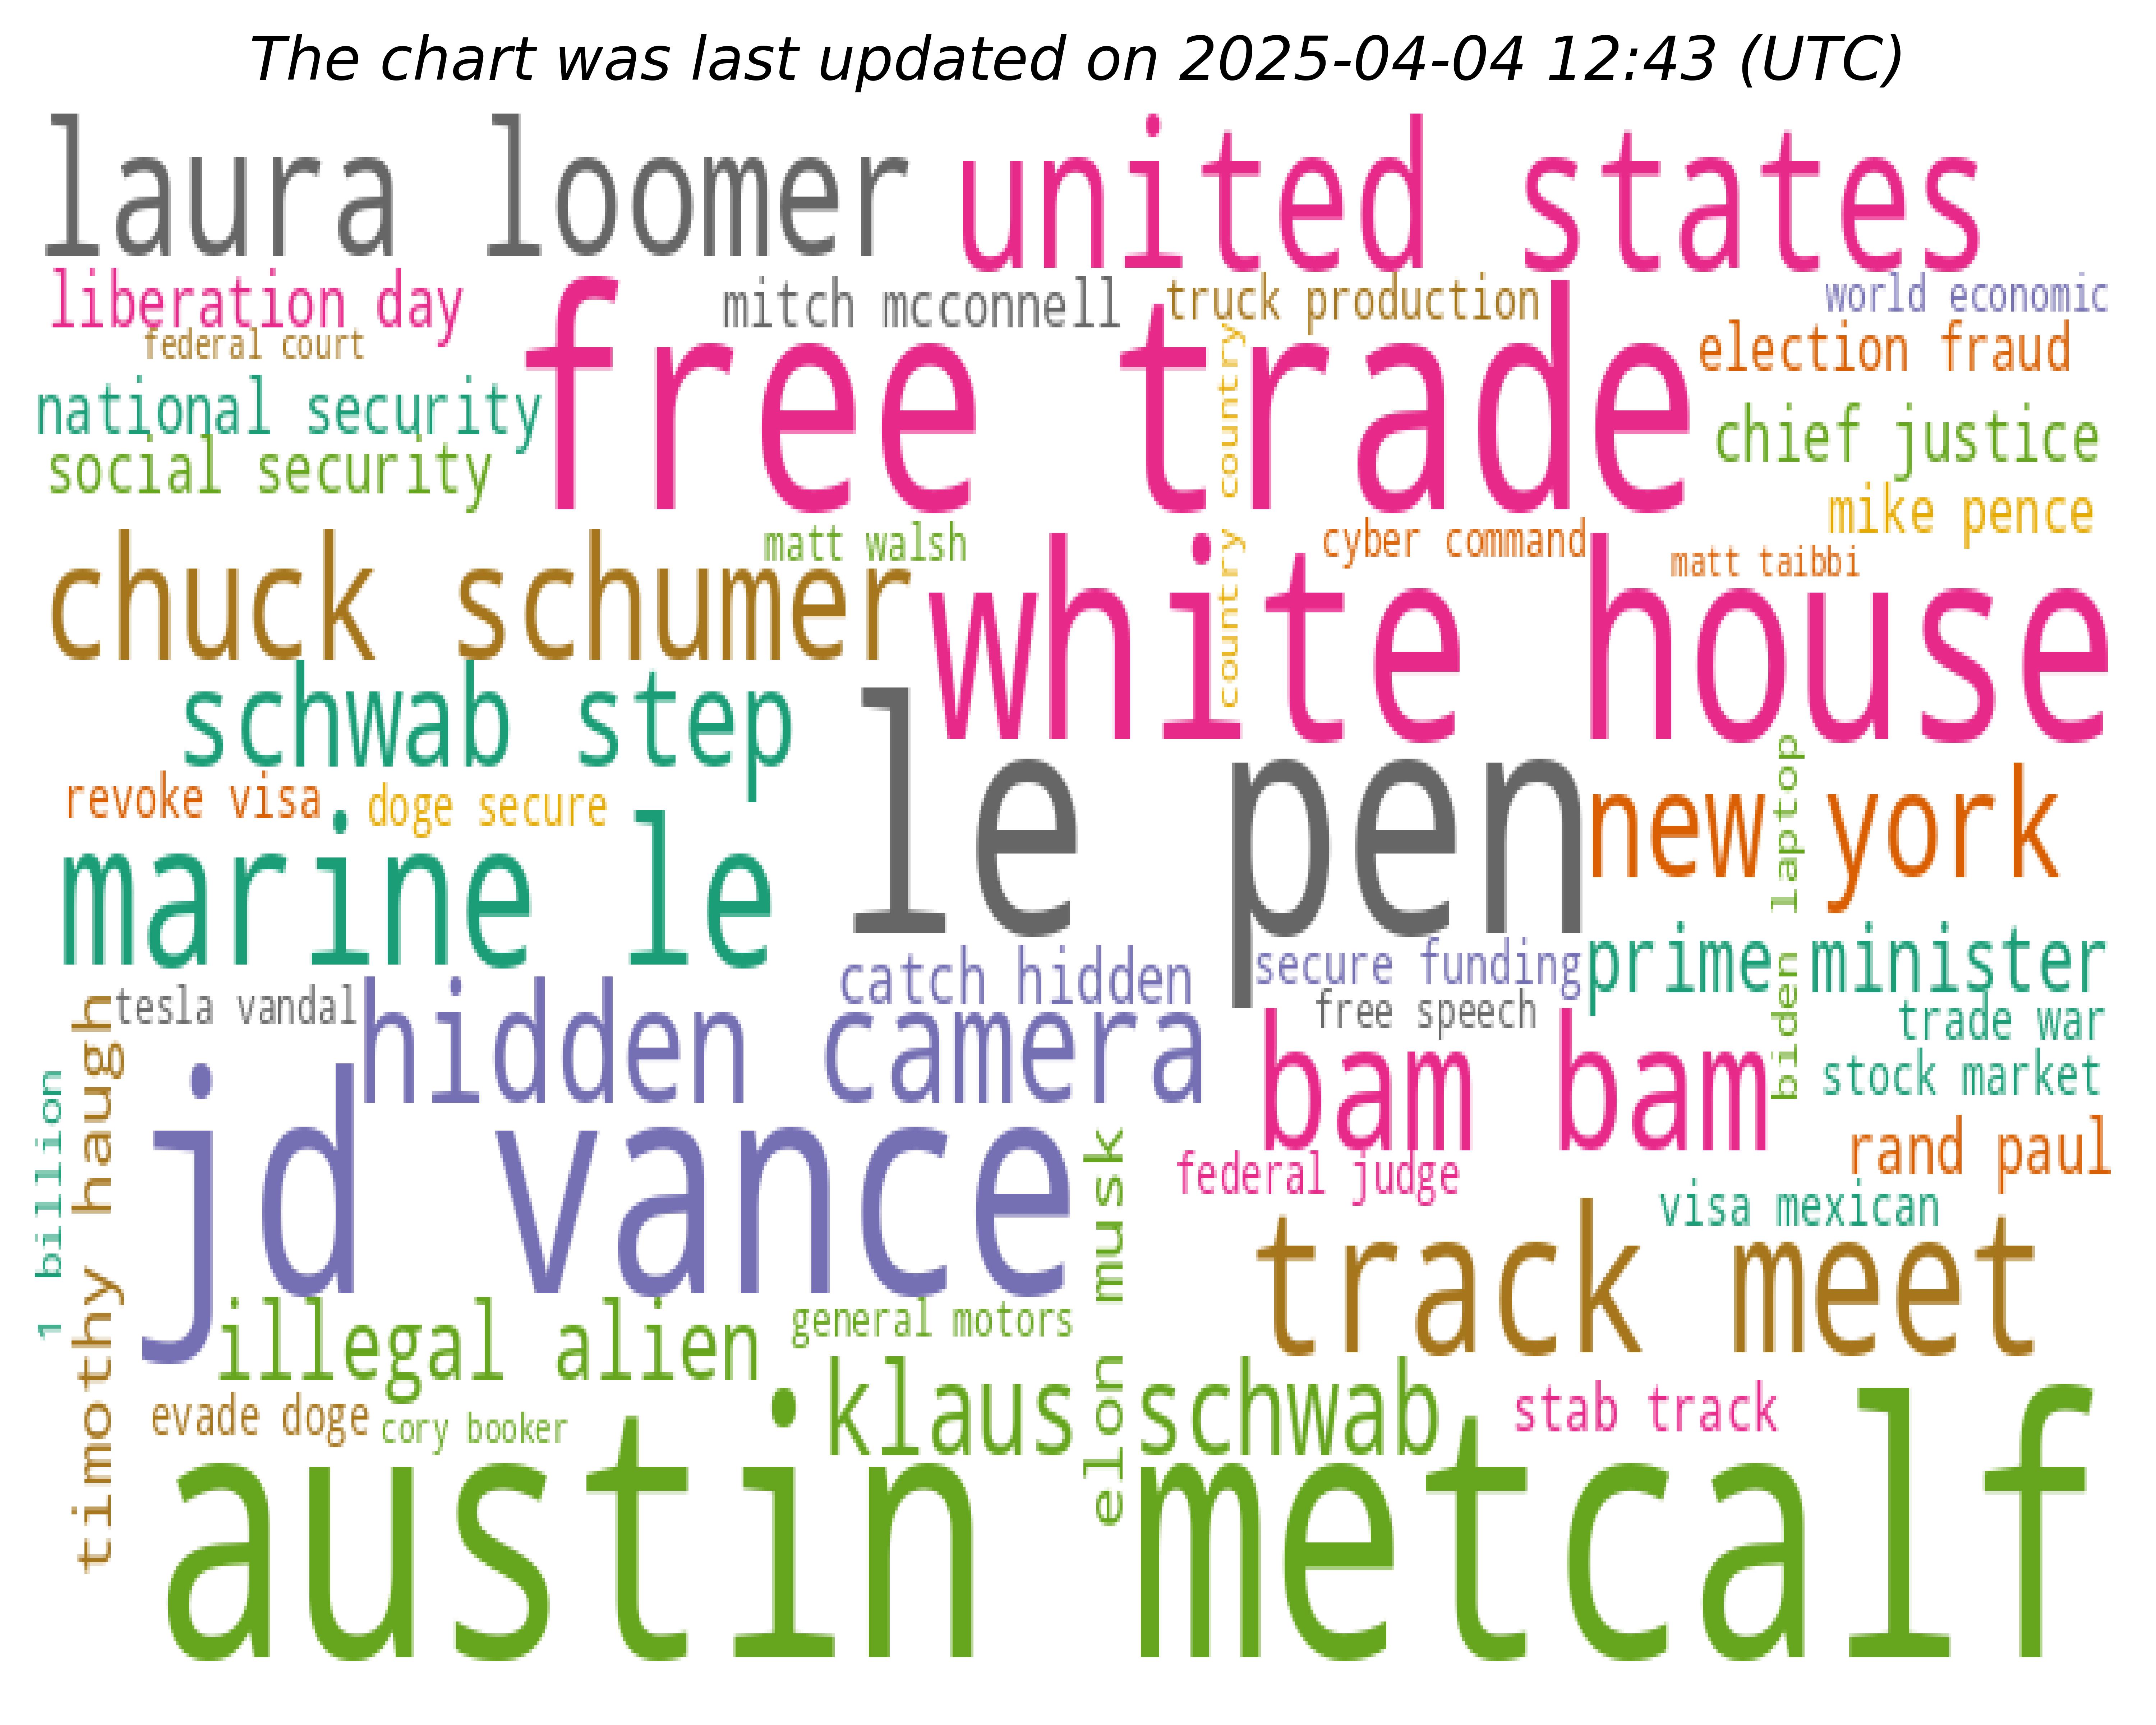 The chart was last updated on 2025-04-04 12:43 (UTC)
laura loomer
united states
liberation day
mitch mcconnell
truck production
world economic
federal court
free trade
election fraud
national security
country country
chief justice
social security
mike pence
chuck schumer
matt walsh
cyber command
matt taibbi
white house
schwab step
le pen
revoke visa
doge secure
new york
biden laptop
marine le
catch hidden
secure funding
prime minister
tesla vandal
hidden camera
free speech
trade war
bam bam
stock market
1 billion
timothy haugh
jd vance
elon musk
federal judge
rand paul
visa mexican
track meet
illegal alien
general motors
klaus schwab
stab track
evade doge
cory booker
austin metcalf